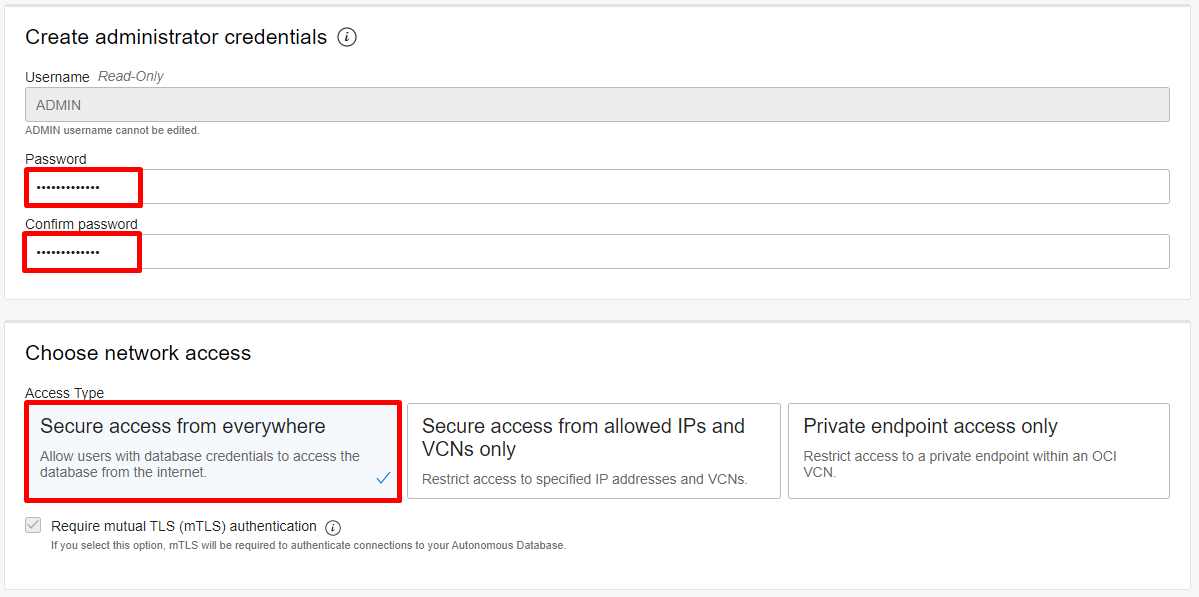 Create administrator credentials
Username Read-Only
ADMIN
ADMIN username cannot be edited.
Password
•••••••••••••
Confirm password
•••••••••••••
Choose network access
Access Type
Secure access from everywhere
Allow users with database credentials to access the
database from the internet.
Secure access from allowed IPs and
VCNs only
Restrict access to specified IP addresses and VCNs.
Private endpoint access only
Restrict access to a private endpoint within an OCI
VCN.
Require mutual TLS (mTLS) authentication
If you select this option, mTLS will be required to authenticate connections to your Autonomous Database.